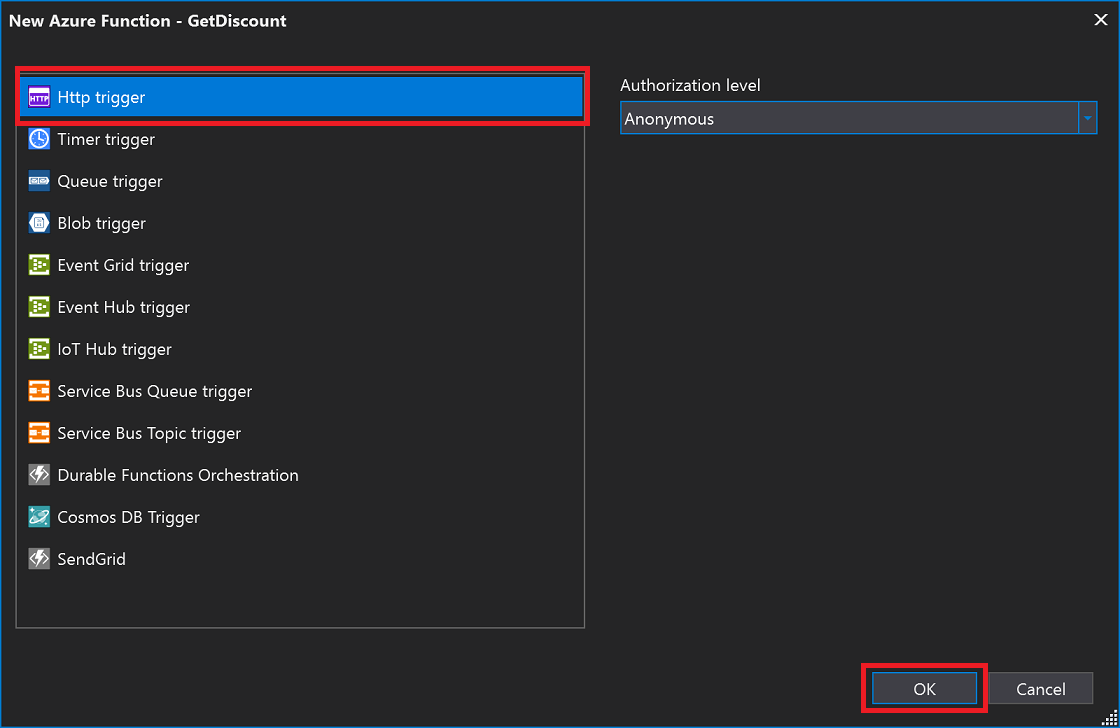 New Azure Function - GetDiscount
HTTP
Http trigger
Timer trigger
Queue trigger
Blob trigger
Event Grid trigger
Event Hub trigger
IoT Hub trigger
Service Bus Queue trigger
Service Bus Topic trigger
Durable Functions Orchestration
Cosmos DB Trigger
SendGrid
Authorization level
Anonymous
OK
Cancel